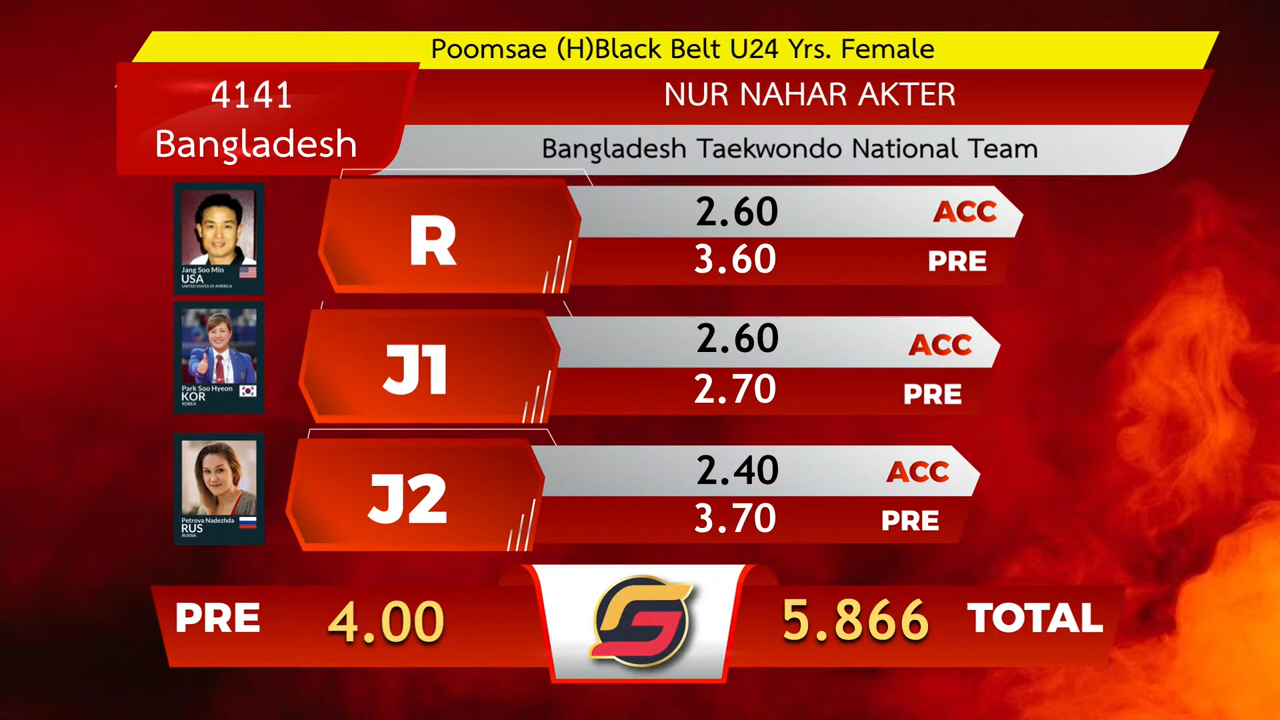 Poomsae (H)Black Belt U24 Yrs. Female
4141
Bangladesh
NUR NAHAR AKTER
Bangladesh Taekwondo National Team
Jang Soo Min
USA
UNITED STATES OF AMERICA
R
2.60 ACC
3.60 PRE
Park Soo Hyeon
KOR
KOREA
J1
2.60 ACC
2.70 PRE
Petrova Nadezhda
RUS
RUSSIA
J2
2.40 ACC
3.70 PRE
PRE 4.00
5.866 TOTAL